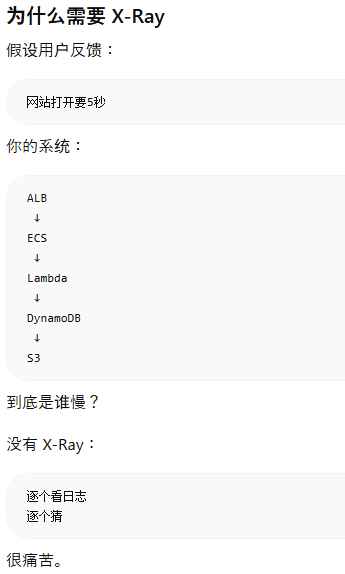 为什么需要 X-Ray
假设用户反馈：
网站打开要5秒
你的系统：
ALB
↓
ECS
↓
Lambda
↓
DynamoDB
↓
S3
到底是谁慢？
没有 X-Ray：
逐个看日志
逐个猜
很痛苦。